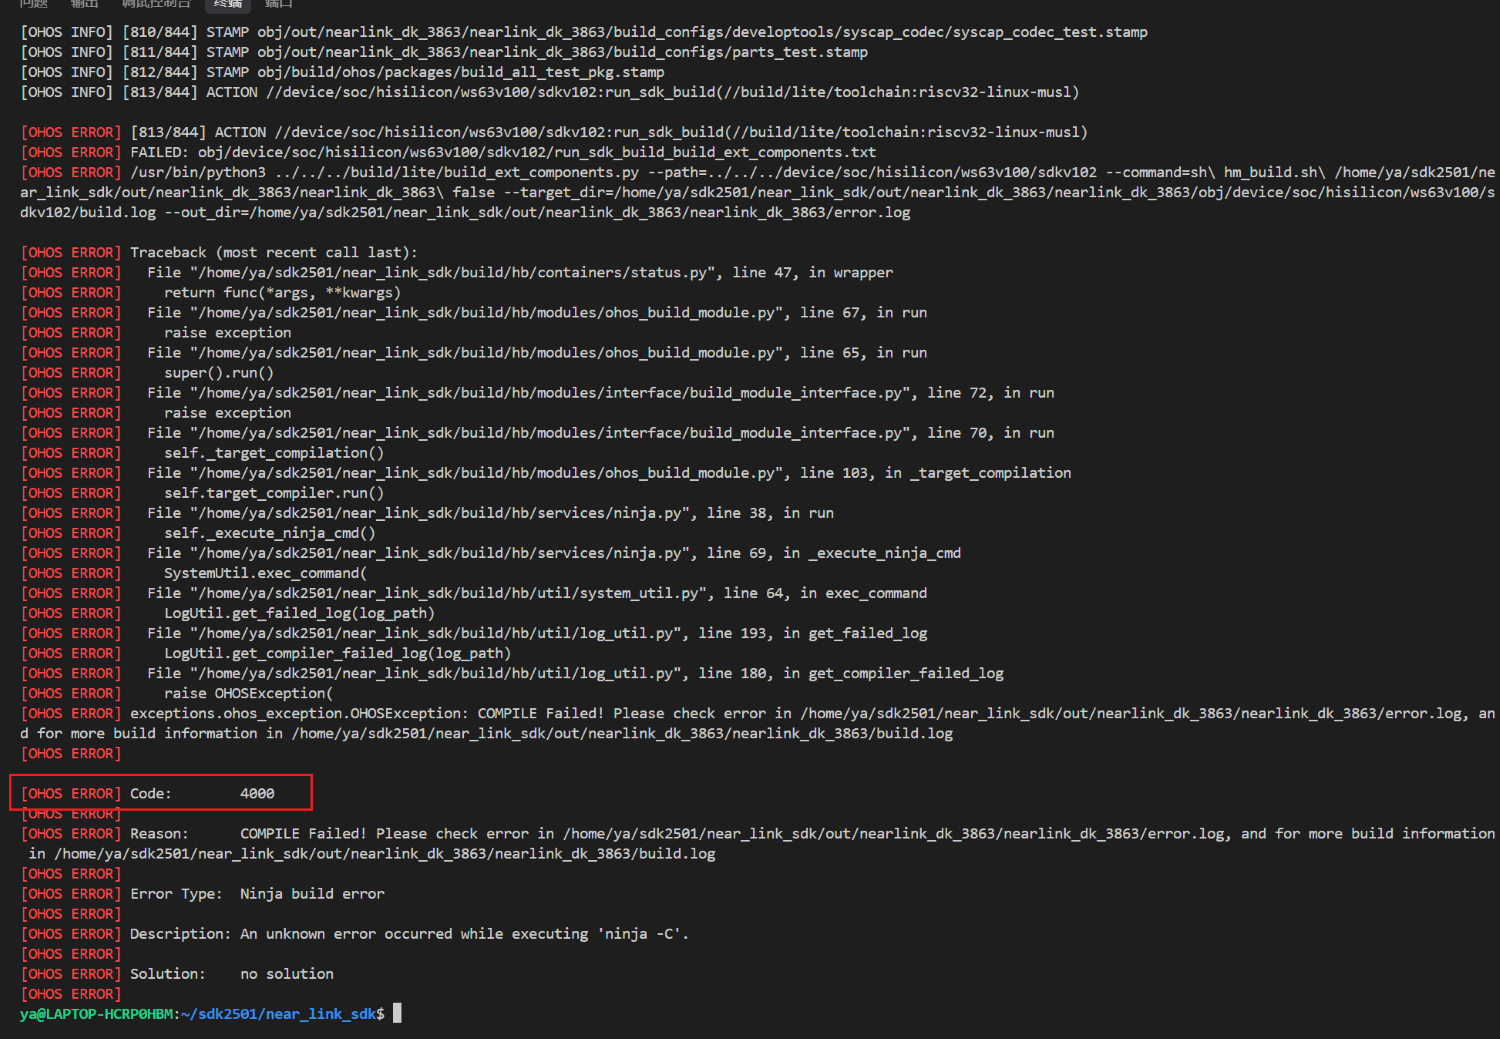 问题 输出 调试控制台 终端 端口
[OHOS INFO] [810/844] STAMP obj/out/nearlink_dk_3863/nearlink_dk_3863/build_configs/developtools/syscap_codec/syscap_codec_test.stamp
[OHOS INFO] [811/844] STAMP obj/out/nearlink_dk_3863/nearlink_dk_3863/build_configs/parts_test.stamp
[OHOS INFO] [812/844] STAMP obj/build/ohos/packages/build_all_test_pkg.stamp
[OHOS INFO] [813/844] ACTION //device/soc/hisilicon/ws63v100/sdkv102:run_sdk_build(//build/lite/toolchain:riscv32-linux-musl)
[OHOS ERROR] [813/844] ACTION //device/soc/hisilicon/ws63v100/sdkv102:run_sdk_build(//build/lite/toolchain:riscv32-linux-musl)
[OHOS ERROR] FAILED: obj/device/soc/hisilicon/ws63v100/sdkv102/run_sdk_build_build_ext_components.txt
[OHOS ERROR] /usr/bin/python3 ../../../build/lite/build_ext_components.py --path=../../../device/soc/hisilicon/ws63v100/sdkv102 --command=sh\ hm_build.sh\ /home/ya/sdk2501/ne
ar_link_sdk/out/nearlink_dk_3863/nearlink_dk_3863\ false --target_dir=/home/ya/sdk2501/near_link_sdk/out/nearlink_dk_3863/nearlink_dk_3863/obj/device/soc/hisilicon/ws63v100/s
dkv102/build.log --out_dir=/home/ya/sdk2501/near_link_sdk/out/nearlink_dk_3863/nearlink_dk_3863/error.log
[OHOS ERROR] Traceback (most recent call last):
[OHOS ERROR]   File "/home/ya/sdk2501/near_link_sdk/build/hb/containers/status.py", line 47, in wrapper
[OHOS ERROR]     return func(*args, **kwargs)
[OHOS ERROR]   File "/home/ya/sdk2501/near_link_sdk/build/hb/modules/ohos_build_module.py", line 67, in run
[OHOS ERROR]     raise exception
[OHOS ERROR]   File "/home/ya/sdk2501/near_link_sdk/build/hb/modules/ohos_build_module.py", line 65, in run
[OHOS ERROR]     super().run()
[OHOS ERROR]   File "/home/ya/sdk2501/near_link_sdk/build/hb/modules/interface/build_module_interface.py", line 72, in run
[OHOS ERROR]     raise exception
[OHOS ERROR]   File "/home/ya/sdk2501/near_link_sdk/build/hb/modules/interface/build_module_interface.py", line 70, in run
[OHOS ERROR]     self._target_compilation()
[OHOS ERROR]   File "/home/ya/sdk2501/near_link_sdk/build/hb/modules/ohos_build_module.py", line 103, in _target_compilation
[OHOS ERROR]     self.target_compiler.run()
[OHOS ERROR]   File "/home/ya/sdk2501/near_link_sdk/build/hb/services/ninja.py", line 38, in run
[OHOS ERROR]     self._execute_ninja_cmd()
[OHOS ERROR]   File "/home/ya/sdk2501/near_link_sdk/build/hb/services/ninja.py", line 69, in _execute_ninja_cmd
[OHOS ERROR]     SystemUtil.exec_command(
[OHOS ERROR]   File "/home/ya/sdk2501/near_link_sdk/build/hb/util/system_util.py", line 64, in exec_command
[OHOS ERROR]     LogUtil.get_failed_log(log_path)
[OHOS ERROR]   File "/home/ya/sdk2501/near_link_sdk/build/hb/util/log_util.py", line 193, in get_failed_log
[OHOS ERROR]     LogUtil.get_compiler_failed_log(log_path)
[OHOS ERROR]   File "/home/ya/sdk2501/near_link_sdk/build/hb/util/log_util.py", line 180, in get_compiler_failed_log
[OHOS ERROR]     raise OHOSException(
[OHOS ERROR] exceptions.ohos_exception.OHOSException: COMPILE Failed! Please check error in /home/ya/sdk2501/near_link_sdk/out/nearlink_dk_3863/nearlink_dk_3863/error.log, an
d for more build information in /home/ya/sdk2501/near_link_sdk/out/nearlink_dk_3863/nearlink_dk_3863/build.log
[OHOS ERROR]
[OHOS ERROR] Code:        4000
[OHOS ERROR]
[OHOS ERROR] Reason:      COMPILE Failed! Please check error in /home/ya/sdk2501/near_link_sdk/out/nearlink_dk_3863/nearlink_dk_3863/error.log, and for more build information
 in /home/ya/sdk2501/near_link_sdk/out/nearlink_dk_3863/nearlink_dk_3863/build.log
[OHOS ERROR]
[OHOS ERROR] Error Type:  Ninja build error
[OHOS ERROR]
[OHOS ERROR] Description: An unknown error occurred while executing 'ninja -C'.
[OHOS ERROR]
[OHOS ERROR] Solution:    no solution
[OHOS ERROR]
ya@LAPTOP-HCRP0HBM:~/sdk2501/near_link_sdk$